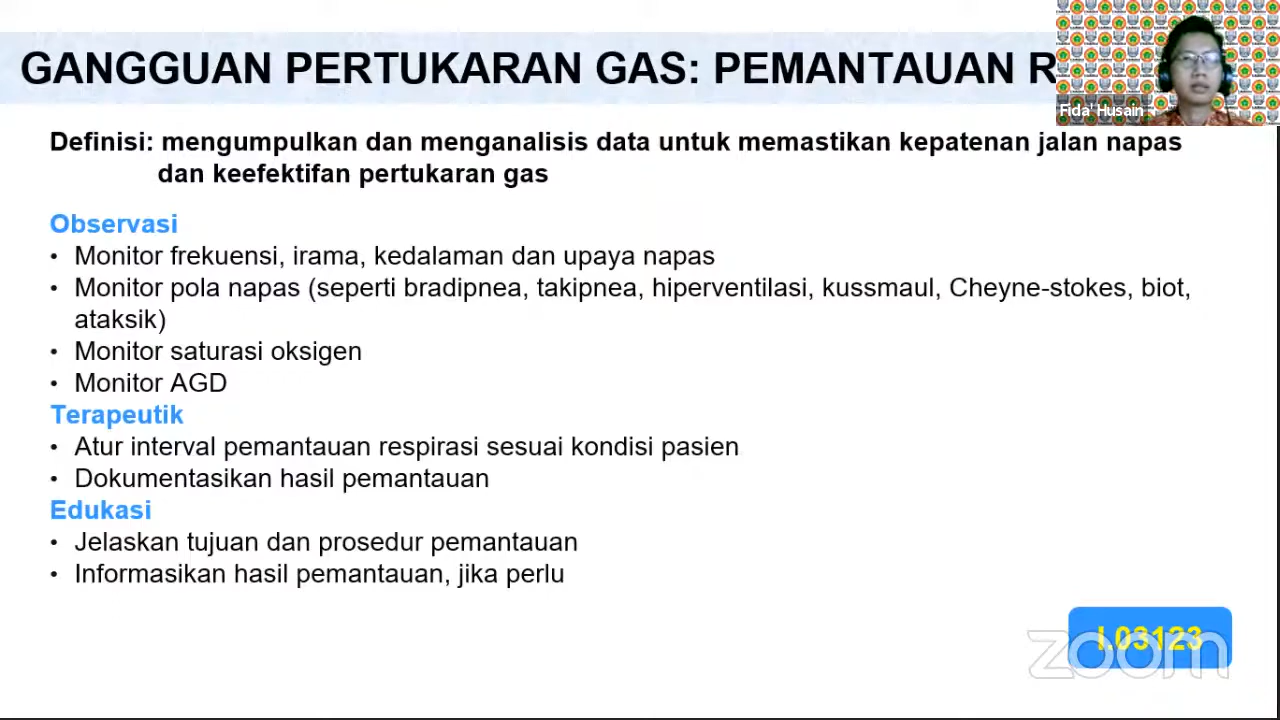 GANGGUAN PERTUKARAN GAS: PEMANTAUAN R
Fida' Husain
Definisi: mengumpulkan dan menganalisis data untuk memastikan kepatenan jalan napas
dan keefektifan pertukaran gas
Observasi
• Monitor frekuensi, irama, kedalaman dan upaya napas
• Monitor pola napas (seperti bradipnea, takipnea, hiperventilasi, kussmaul, Cheyne-stokes, biot,
ataksik)
• Monitor saturasi oksigen
• Monitor AGD
Terapeutik
• Atur interval pemantauan respirasi sesuai kondisi pasien
• Dokumentasikan hasil pemantauan
Edukasi
• Jelaskan tujuan dan prosedur pemantauan
• Informasikan hasil pemantauan, jika perlu
I.03123
zoom